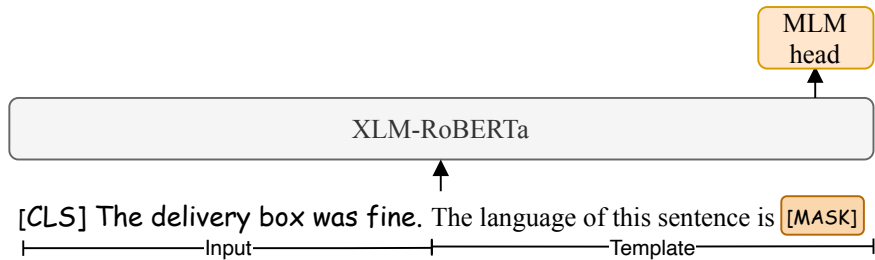 MLM
head
XLM-RoBERTa
[CLS] The delivery box was fine. The language of this sentence is [MASK]
Input Template